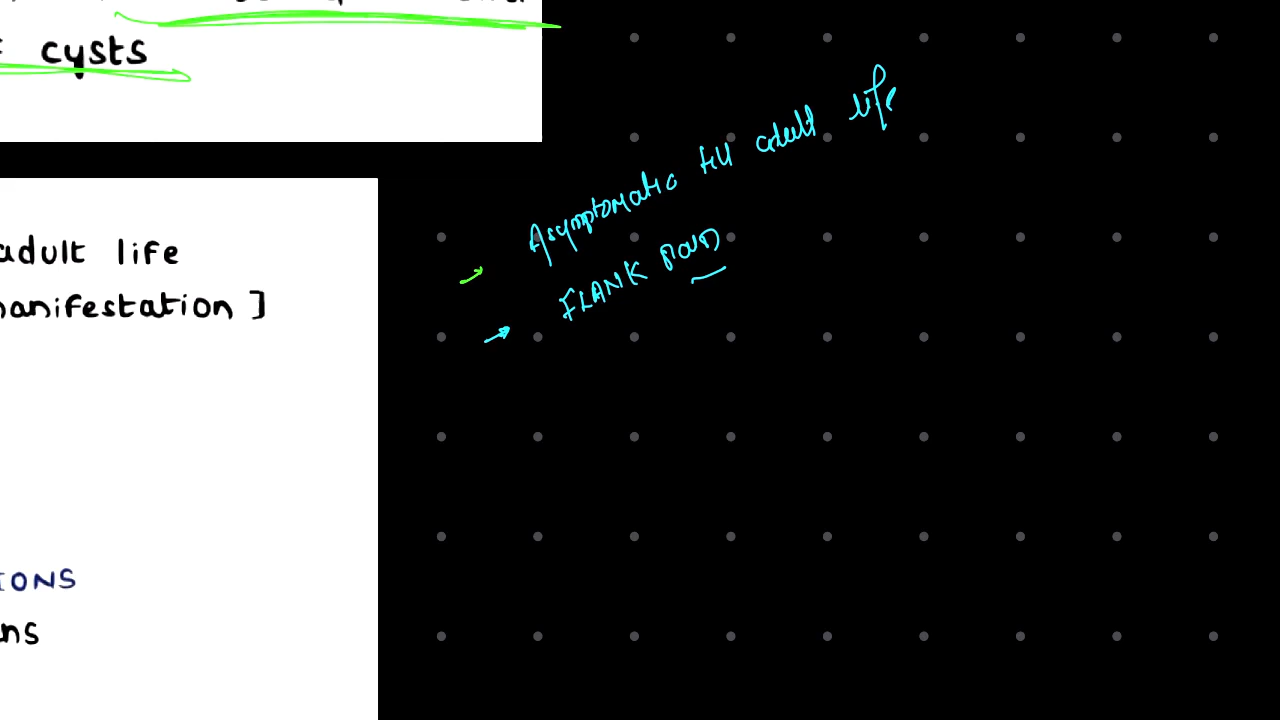 cysts
Asymptomatic till adult life
FLANK pain
adult life
manifestation ]
IONS
ns